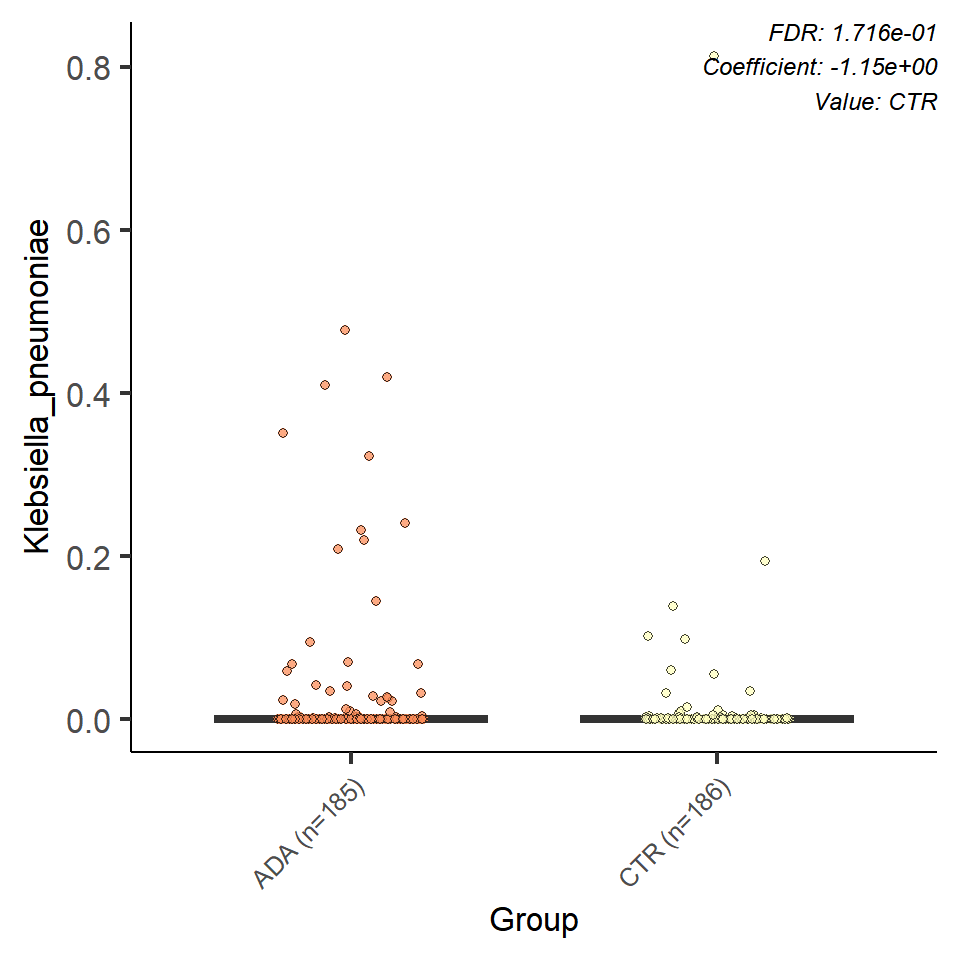 FDR: 1.716e-01
Coefficient: -1.15e+00
Value: CTR
0.8
0.6
0.4
0.2
0.0
Klebsiella_pneumoniae
ADA (n=185)
CTR (n=186)
Group